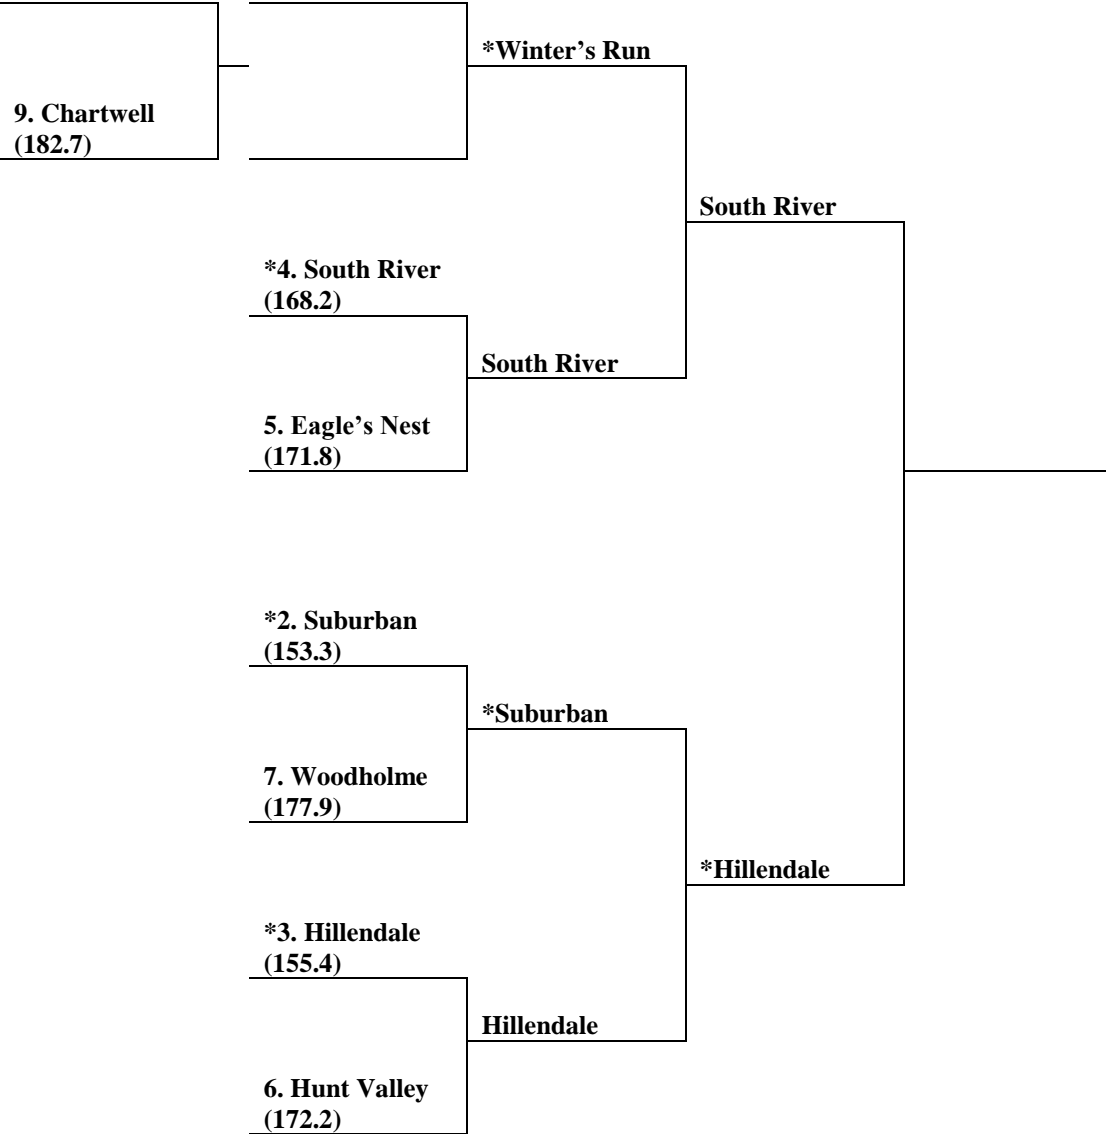 *Winter’s Run
9. Chartwell
(182.7)
South River
*4. South River
(168.2)
South River
5. Eagle’s Nest
(171.8)
*2. Suburban
(153.3)
*Suburban
7. Woodholme
(177.9)
*Hillendale
*3. Hillendale
(155.4)
Hillendale
6. Hunt Valley
(172.2)